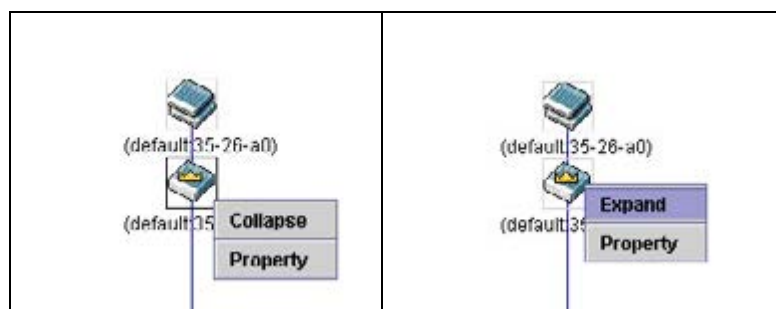 (default:35-26-a0)
(default:35
Collapse
Property
(default:35-26-a0)
(default:35
Expand
Property